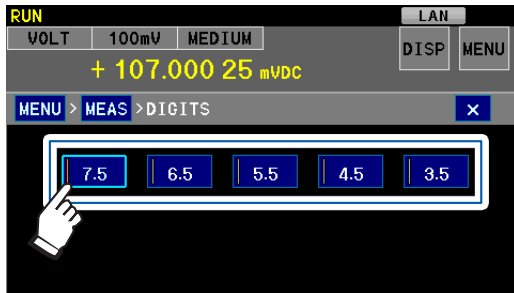 RUN LAN
VOLT 100mV MEDIUM DISP MENU
+ 107.000 25 mVDC
MENU > MEAS >DIGITS ×
7.5 6.5 5.5 4.5 3.5